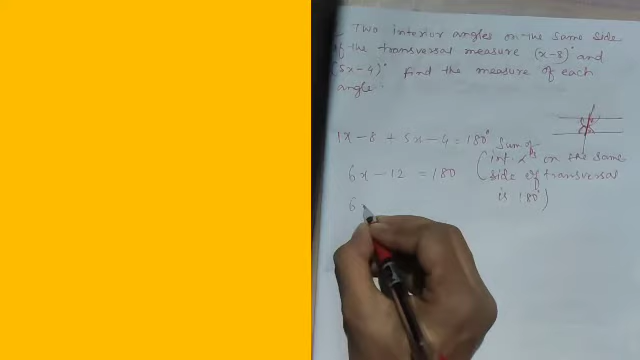 Two interior angles on the same side
of the transversal measure (x-8)° and
(5x-4)° Find the measure of each
angle.
1x-8 + 5x-4 = 180°
6x-12 = 180
(Sum of
int. ∠s on the same
side of transversal
is 180°)
6